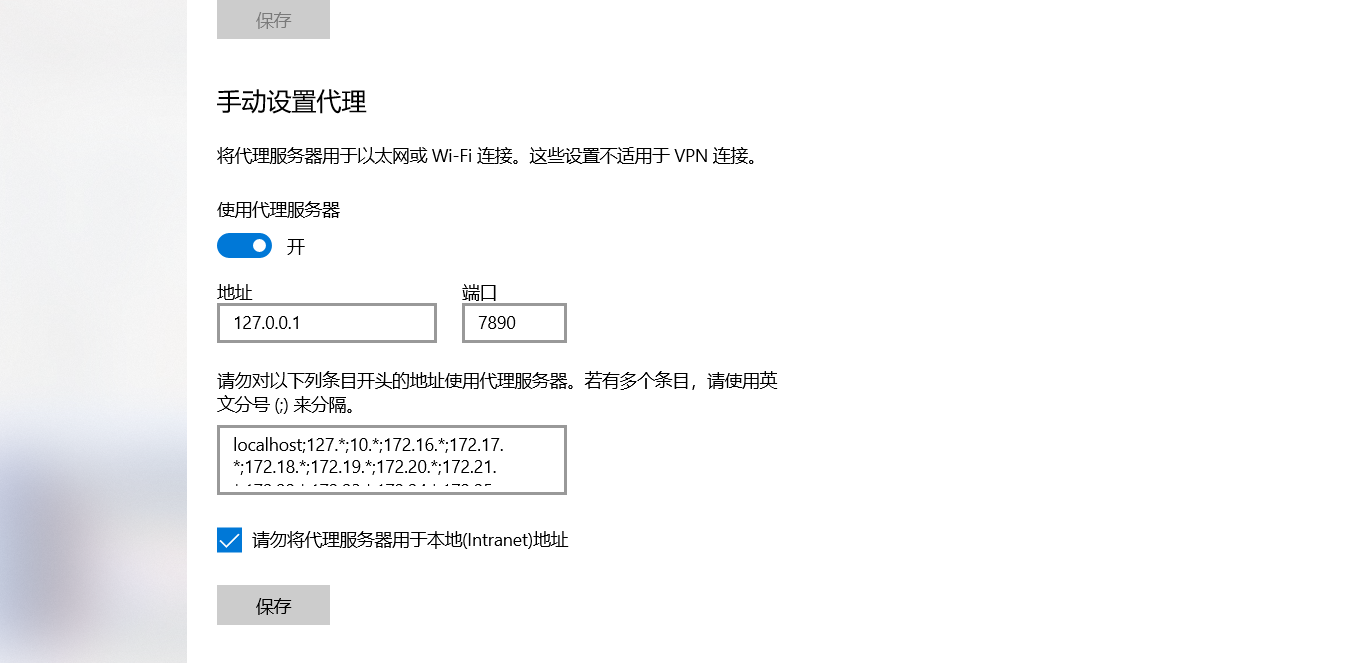 保存
手动设置代理
将代理服务器用于以太网或 Wi-Fi 连接。这些设置不适用于 VPN 连接。
使用代理服务器
开
地址 端口
127.0.0.1 7890
请勿对以下列条目开头的地址使用代理服务器。若有多个条目，请使用英
文分号 (;) 来分隔。
localhost;127.*;10.*;172.16.*;172.17.
*;172.18.*;172.19.*;172.20.*;172.21.
请勿将代理服务器用于本地(Intranet)地址
保存